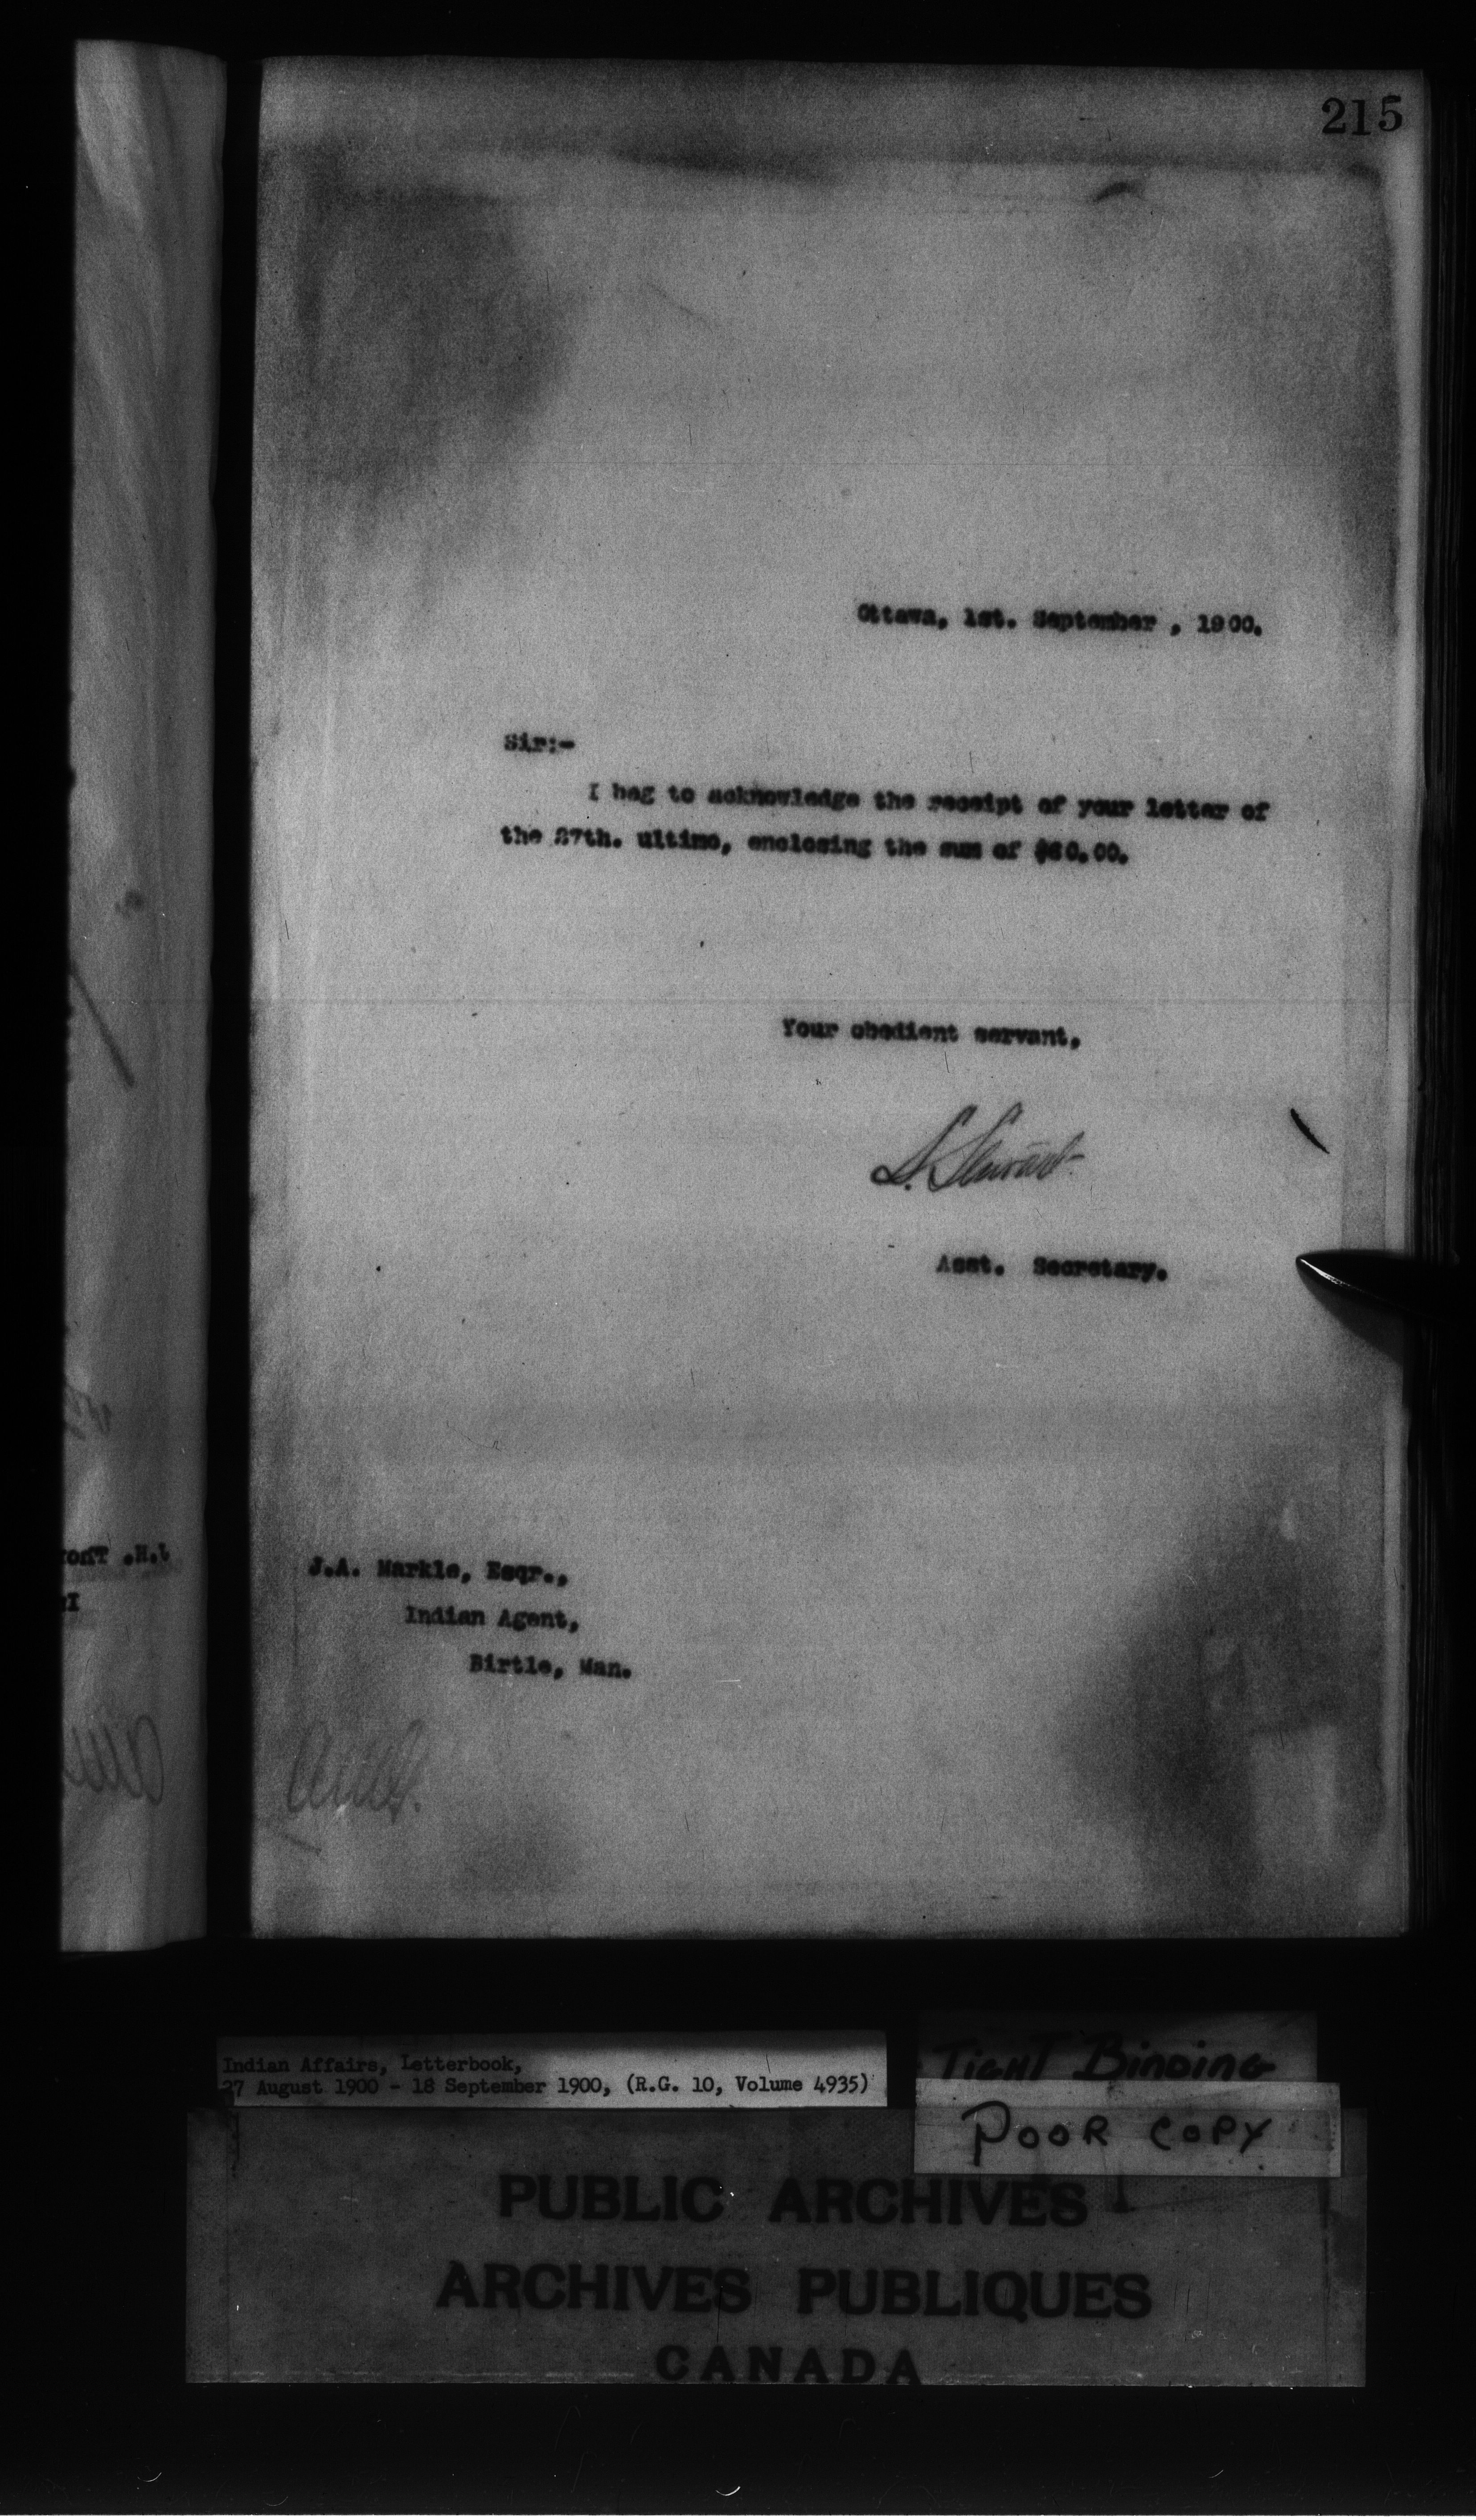 215
Ottawa, 1st. September , 1900.
Sir:-
I beg to acknowledge the receipt of your letter of
the 27th. ultimo, enclosing the sum of $60.00.
Your obedient servant,
S. Stewart
Asst. Secretary.
J.A. Markle, Esqr.,
Indian Agent,
Birtle, Man.
Indian Affairs, Letterbook,
27 August 1900 - 18 September 1900, (R.G. 10, Volume 4935)
TIGHT BINDING
POOR COPY
PUBLIC ARCHIVES
ARCHIVES PUBLIQUES
CANADA